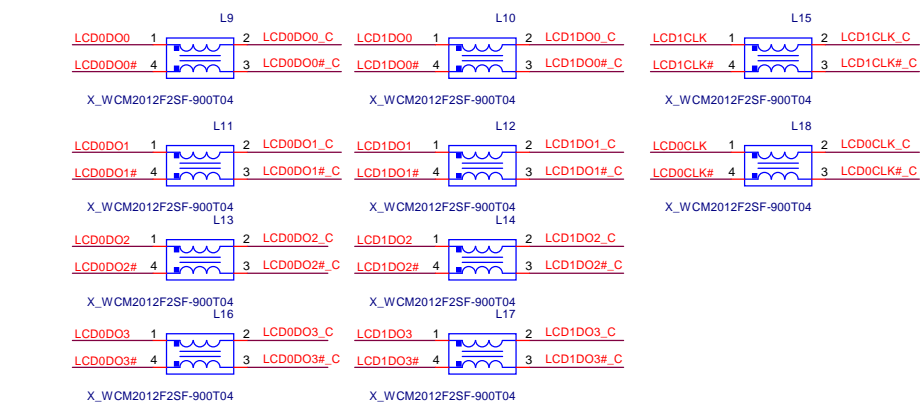 L9 L10 L15
LCD0DO0 1 2 LCD0DO0_C LCD1DO0 1 2 LCD1DO0_C LCD1CLK 1 2 LCD1CLK_C
LCD0DO0# 4 3 LCD0DO0#_C LCD1DO0# 4 3 LCD1DO0#_C LCD1CLK# 4 3 LCD1CLK#_C
X_WCM2012F2SF-900T04 X_WCM2012F2SF-900T04 X_WCM2012F2SF-900T04
L11 L12 L18
LCD0DO1 1 2 LCD0DO1_C LCD1DO1 1 2 LCD1DO1_C LCD0CLK 1 2 LCD0CLK_C
LCD0DO1# 4 3 LCD0DO1#_C LCD1DO1# 4 3 LCD1DO1#_C LCD0CLK# 4 3 LCD0CLK#_C
X_WCM2012F2SF-900T04 X_WCM2012F2SF-900T04 X_WCM2012F2SF-900T04
L13 L14
LCD0DO2 1 2 LCD0DO2_C LCD1DO2 1 2 LCD1DO2_C
LCD0DO2# 4 3 LCD0DO2#_C LCD1DO2# 4 3 LCD1DO2#_C
X_WCM2012F2SF-900T04 X_WCM2012F2SF-900T04
L16 L17
LCD0DO3 1 2 LCD0DO3_C LCD1DO3 1 2 LCD1DO3_C
LCD0DO3# 4 3 LCD0DO3#_C LCD1DO3# 4 3 LCD1DO3#_C
X_WCM2012F2SF-900T04 X_WCM2012F2SF-900T04